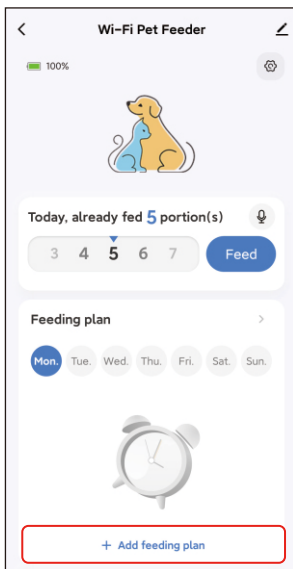 Wi-Fi Pet Feeder
100%
Today, already fed 5 portion(s)
3 4 5 6 7 Feed
Feeding plan
Mon. Tue. Wed. Thu. Fri. Sat. Sun.
+ Add feeding plan